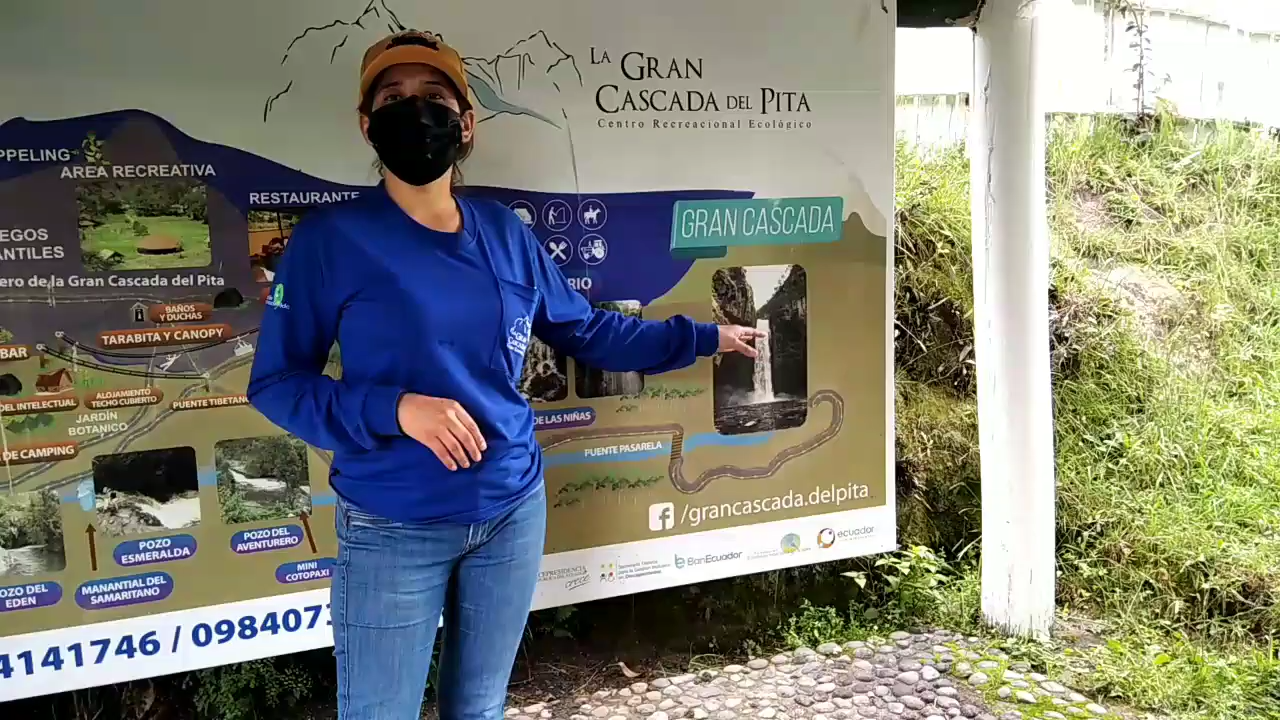 LA GRAN
CASCADA DEL PITA
Centro Recreacional Ecológico
PPELING
AREA RECREATIVA
RESTAURANTE
GRAN CASCADA
EGOS
ANTILES
ero de la Gran Cascada del Pita
RIO
BAÑOS
Y DUCHAS
TARABITA Y CANOPY
BAR
DEL INTELECTUAL
ALOJAMIENTO
TECHO CUBIERTO
PUENTE TIBETAN
JARDÍN
BOTANICO
DE CAMPING
DE LAS NIÑAS
PUENTE PASARELA
/grancascada.delpita
POZO
ESMERALDA
POZO DEL
AVENTURERO
MINI
COTOPAXI
OZO DEL
EDEN
MANANTIAL DEL
SAMARITANO
BanEcuador
ecuador
4141746 / 098407